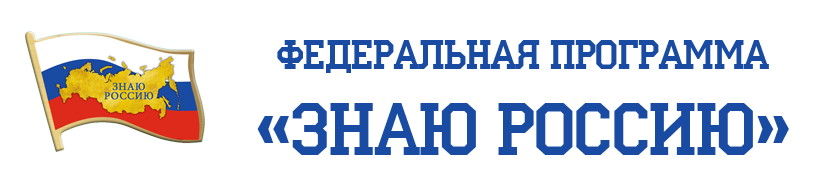 ЗНАЮ
РОССИЮ
ФЕДЕРАЛЬНАЯ ПРОГРАММА
«ЗНАЮ РОССИЮ»